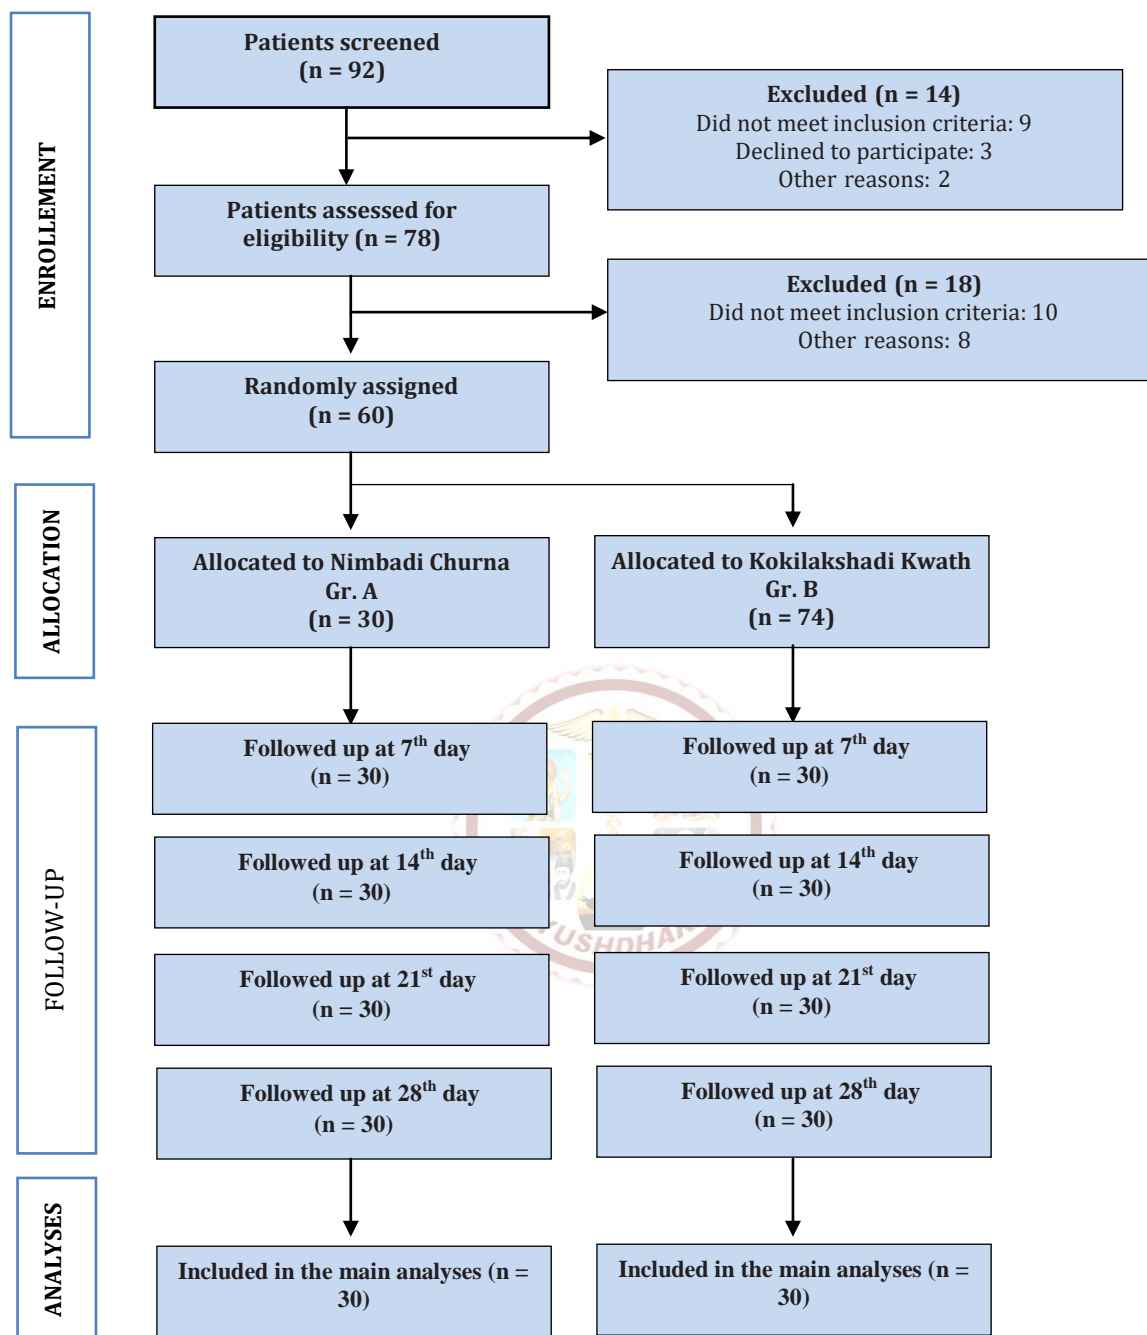 ENROLLEMENT
Patients screened
(n = 92)
Excluded (n = 14)
Did not meet inclusion criteria: 9
Declined to participate: 3
Other reasons: 2
Patients assessed for
eligibility (n = 78)
Excluded (n = 18)
Did not meet inclusion criteria: 10
Other reasons: 8
Randomly assigned
(n = 60)
ALLOCATION
Allocated to Nimbadi Churna
Gr. A
(n = 30)
Allocated to Kokilakshadi Kwath
Gr. B
(n = 74)
FOLLOW-UP
Followed up at 7th day
(n = 30)
Followed up at 7th day
(n = 30)
Followed up at 14th day
(n = 30)
Followed up at 14th day
(n = 30)
YUSHDHAR
Followed up at 21st day
(n = 30)
Followed up at 21st day
(n = 30)
Followed up at 28th day
(n = 30)
Followed up at 28th day
(n = 30)
ANALYSES
Included in the main analyses (n =
30)
Included in the main analyses (n =
30)